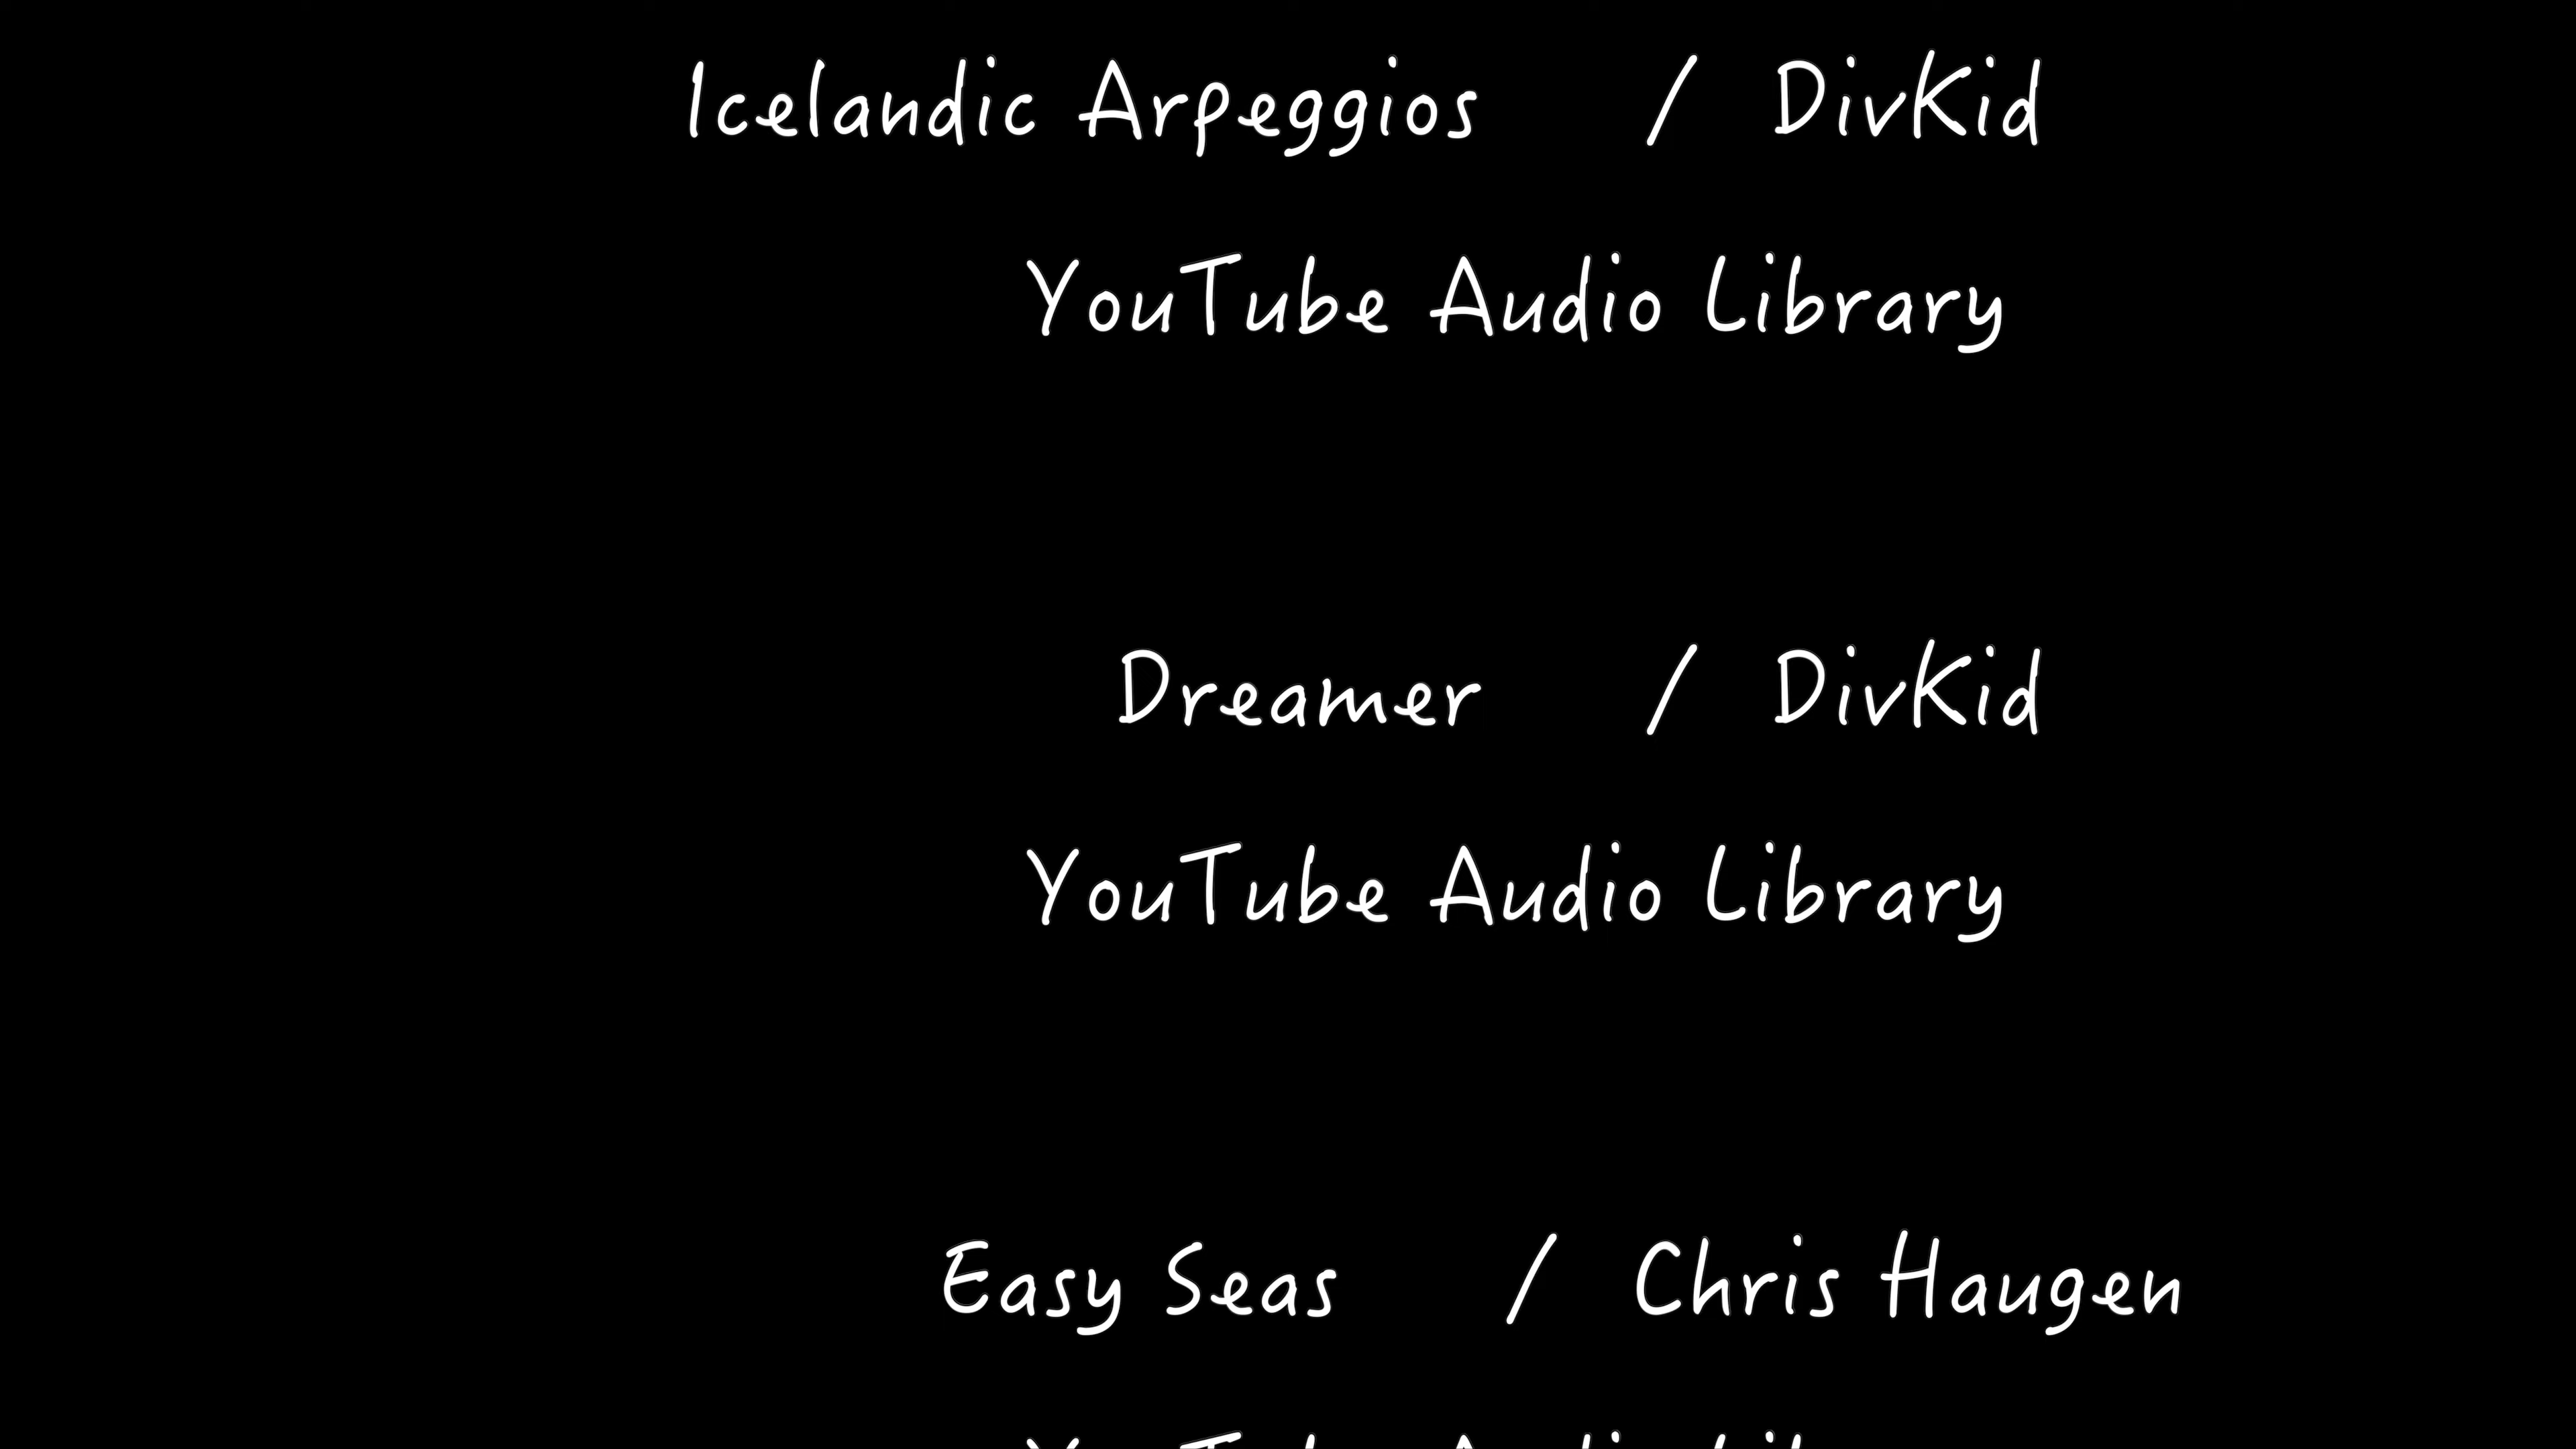 Icelandic Arpeggios / DivKid
YouTube Audio Library
Dreamer / DivKid
YouTube Audio Library
Easy Seas / Chris Haugen